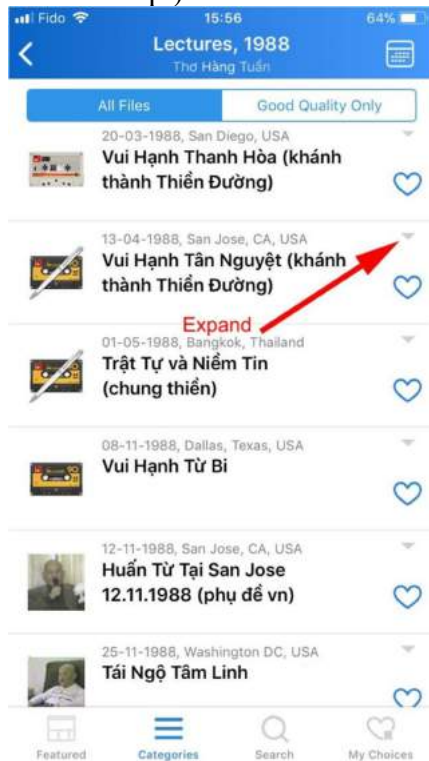 Fido 15:56 64%
Lectures, 1988
Thơ Hàng Tuần
All Files Good Quality Only
20-03-1988, San Diego, USA
Vui Hạnh Thanh Hòa (khánh
thành Thiền Đường)
13-04-1988, San Jose, CA, USA
Vui Hạnh Tân Nguyệt (khánh
thành Thiền Đường)
Expand
01-05-1988, Bangkok, Thailand
Trật Tự và Niềm Tin
(chung thiền)
08-11-1988, Dallas, Texas, USA
Vui Hạnh Từ Bi
12-11-1988, San Jose, CA, USA
Huấn Từ Tại San Jose
12.11.1988 (phụ đề vn)
25-11-1988, Washington DC, USA
Tái Ngộ Tâm Linh
Featured Categories Search My Choices